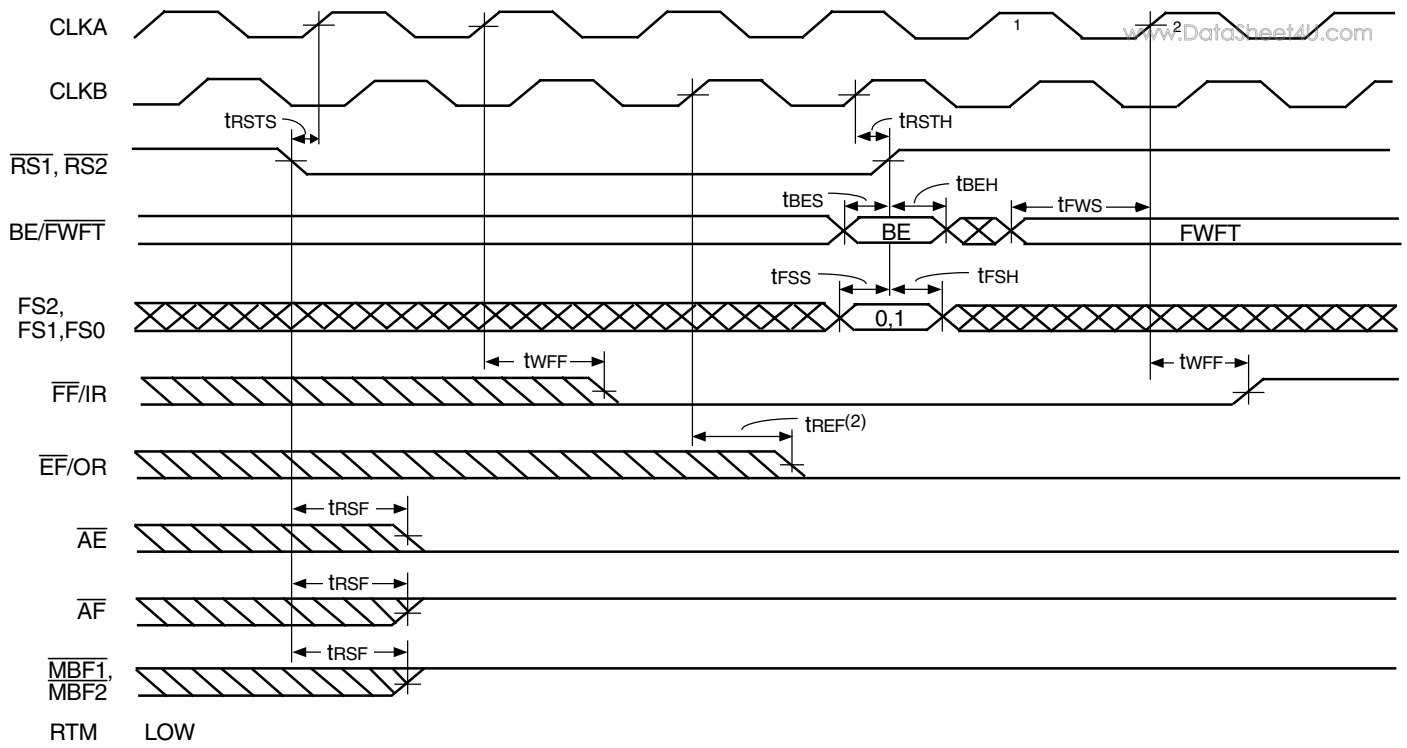 CLKA
1
2
www.DataSheet4U.com
CLKB
tRSTS
tRSTH
RS1, RS2
tBES
tBEH
tFWS
BE/FWFT
BE
FWFT
tFSS
tFSH
FS2,
FS1,FS0
0,1
tWFF
tWFF
FF/IR
tREF(2)
EF/OR
tRSF
AE
tRSF
AF
tRSF
MBF1,
MBF2
RTM LOW